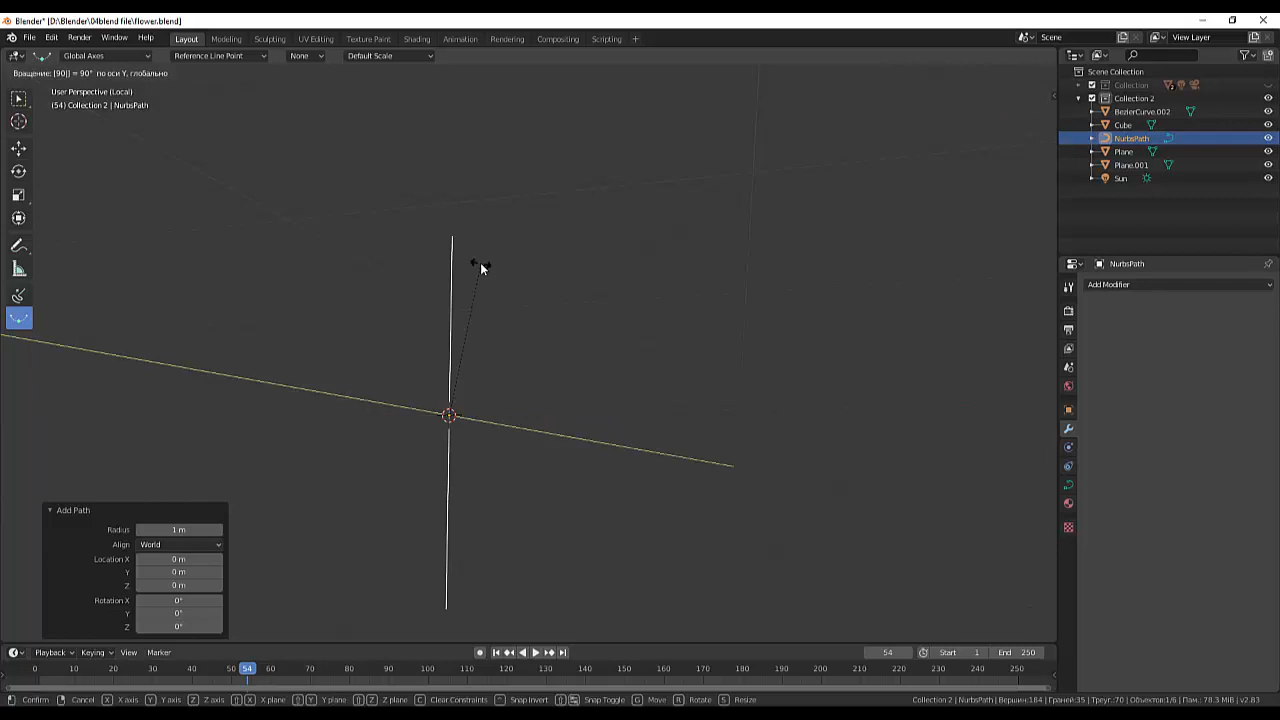 Blender* [D:\Blender\04blend file\flower.blend]
File Edit Render Window Help Layout Modeling Sculpting UV Editing Texture Paint Shading Animation Rendering Compositing Scripting + Scene View Layer
Global Axes Reference Line Point None Default Scale
Вращение: [90|] = 90° по оси Y, глобально
User Perspective (Local)
(54) Collection 2 | NurbsPath
Scene Collection
Collection
Collection 2
BezierCurve.002
Cube
NurbsPath
Plane
Plane.001
Sun
NurbsPath
Add Modifier
Add Path
Radius 1 m
Align World
Location X 0 m
Y 0 m
Z 0 m
Rotation X 0°
Y 0°
Z 0°
Playback Keying View Marker 54 Start 1 End 250
0 10 20 30 40 50 54 60 70 80 90 100 110 120 130 140 150 160 170 180 190 200 210 220 230 240 250
Confirm Cancel X X axis Y Y axis Z Z axis X X plane Y Y plane Z Z plane C Clear Constraints Snap Invert Snap Toggle G Move R Rotate S Resize Collection 2 | NurbsPath | Вершин:164 | Граней:35 | Треуг.:70 | Объектов:1/6 | Пам.: 78.3 MiB | v2.83